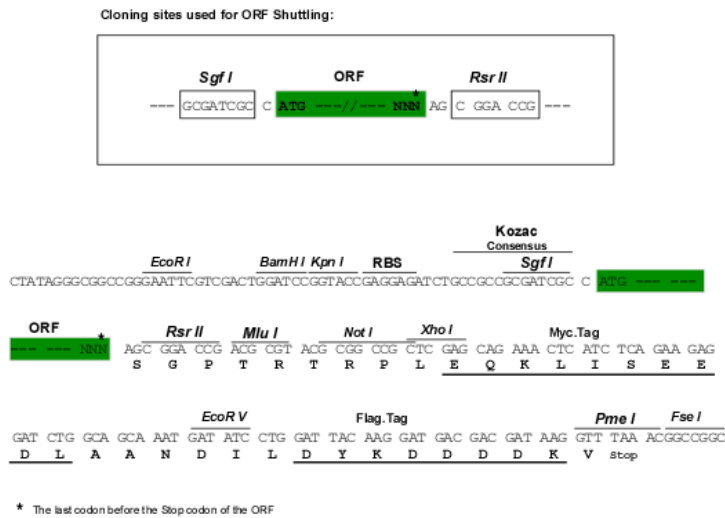 Cloning sites used for ORF Shuttling:
Sgf I ORF Rsr II
*
--- GCGATCGC C ATG ---//--- NNN AG C GGA CCG ---
Kozac
Consensus
EcoR I BamH I Kpn I RBS Sgf I
CTATAGGGCGGCCGGGAATTCGTCGACTGGATCCGGTACCGAGGAGATCTGCCGCCGCGATCGC C ATG --- ---
ORF * Rsr II Mlu I Not I Xho I Myc.Tag
--- --- NNN AGC GGA CCG ACG CGT ACG CGG CCG CTC GAG CAG AAA CTC ATC TCA GAA GAG
S G P T R T R P L E Q K L I S E E
EcoR V Flag.Tag Pme I Fse I
GAT CTG GCA GCA AAT GAT ATC CTG GAT TAC AAG GAT GAC GAC GAT AAG GTT TAA ACGGCCGGC
D L A A N D I L D Y K D D D D K V Stop
* The last codon before the Stop codon of the ORF